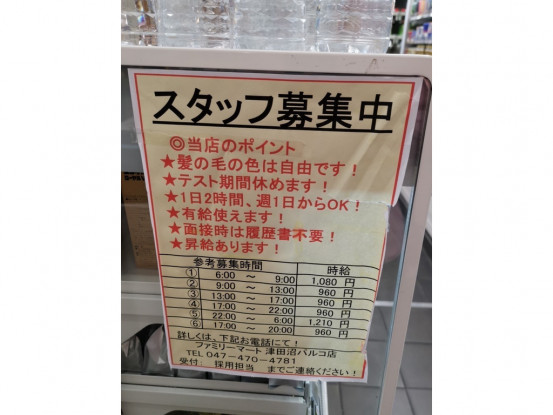 スタッフ募集中
◎当店のポイント
★髪の毛の色は自由です!
★テスト期間休めます!
★1日2時間、週1日からOK!
★有給使えます!
★面接時は履歴書不要!
★昇給あります!
参考募集時間 時給
① 6:00 ~ 9:00 1,080 円
② 9:00 ~ 13:00 960 円
③ 13:00 ~ 17:00 960 円
④ 17:00 ~ 22:00 960 円
⑤ 22:00 ~ 6:00 1,210 円
⑥ 17:00 ~ 20:00 960 円
詳しくは、下記お電話にて!
ファミリーマート 津田沼パルコ店
TEL 047-470-4781
受付: 採用担当 までご連絡ください!